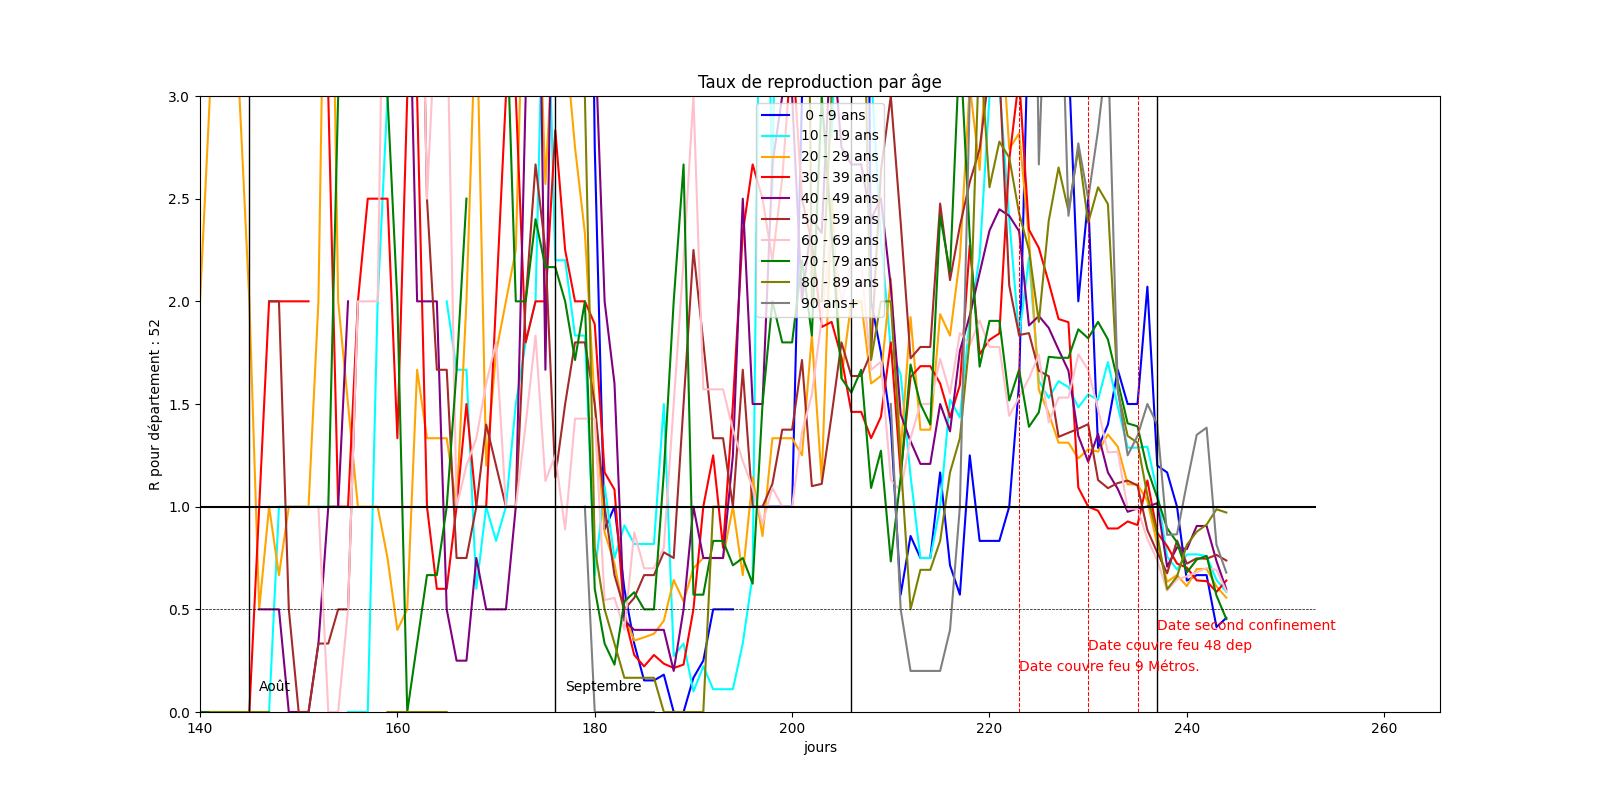 Taux de reproduction par âge
R pour département : 52
3.0
2.5
2.0
1.5
1.0
0.5
0.0
0 - 9 ans
10 - 19 ans
20 - 29 ans
30 - 39 ans
40 - 49 ans
50 - 59 ans
60 - 69 ans
70 - 79 ans
80 - 89 ans
90 ans+
Date second confinement
Date couvre feu 48 dep
Date couvre feu 9 Métros.
Août
Septembre
140
160
180
200
220
240
260
jours